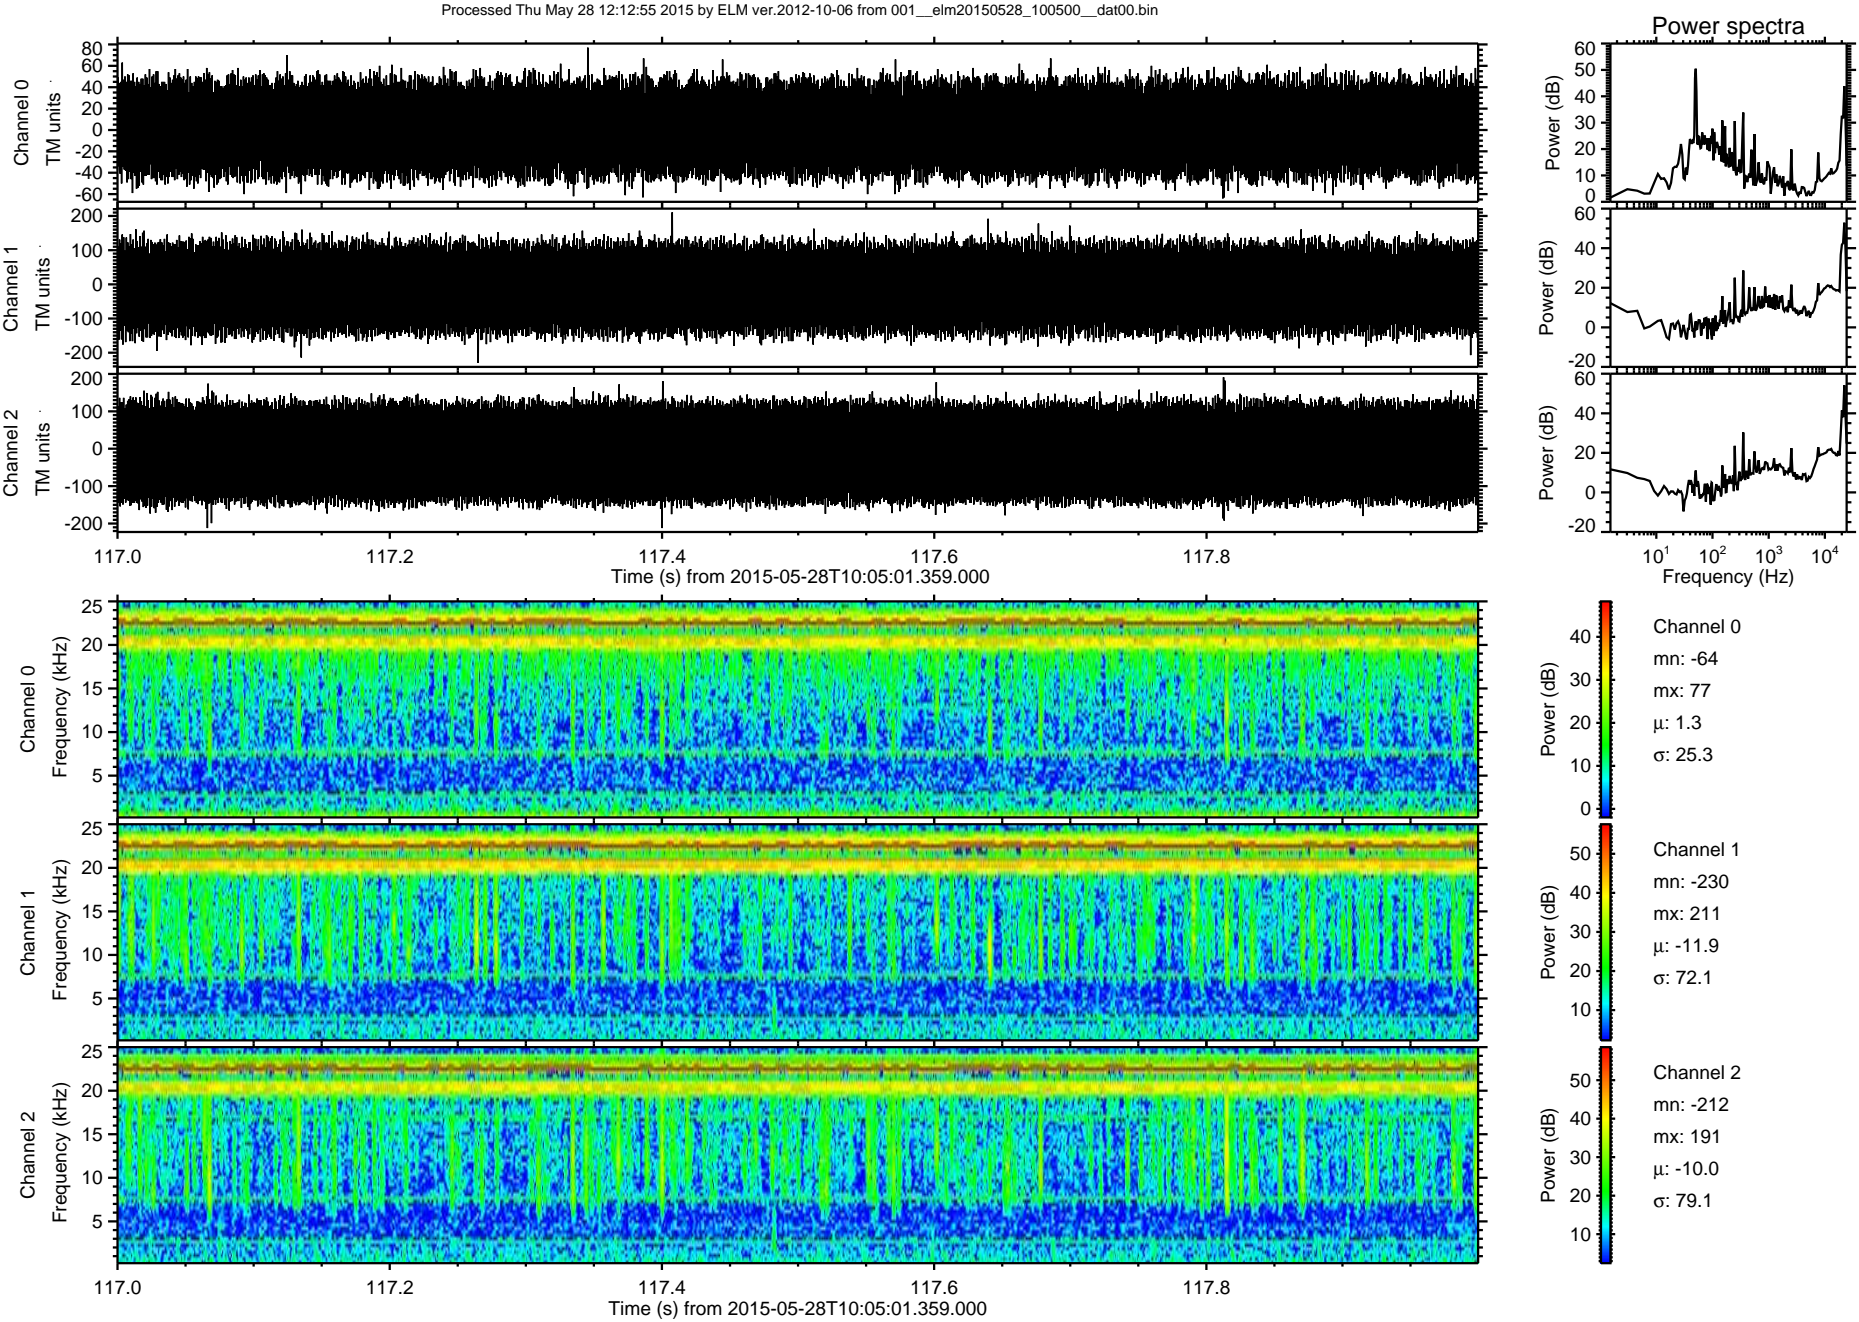 Processed Thu May 28 12:12:55 2015 by ELM ver.2012-10-06 from 001__elm20150528_100500__dat00.bin
Power spectra
Channel 0
TM units
80
60
40
20
0
-20
-40
-60
Power (dB)
60
50
40
30
20
10
0
Channel 1
TM units
200
100
0
-100
-200
Power (dB)
60
40
20
0
-20
Channel 2
TM units
200
100
0
-100
-200
Power (dB)
60
40
20
0
-20
117.0 117.2 117.4 117.6 117.8
Time (s) from 2015-05-28T10:05:01.359.000
10¹ 10² 10³ 10⁴
Frequency (Hz)
Channel 0
Frequency (kHz)
25
20
15
10
5
Power (dB)
40
30
20
10
0
Channel 0
mn: -64
mx: 77
μ: 1.3
σ: 25.3
Channel 1
Frequency (kHz)
25
20
15
10
5
Power (dB)
50
40
30
20
10
Channel 1
mn: -230
mx: 211
μ: -11.9
σ: 72.1
Channel 2
Frequency (kHz)
25
20
15
10
5
Power (dB)
50
40
30
20
10
Channel 2
mn: -212
mx: 191
μ: -10.0
σ: 79.1
117.0 117.2 117.4 117.6 117.8
Time (s) from 2015-05-28T10:05:01.359.000